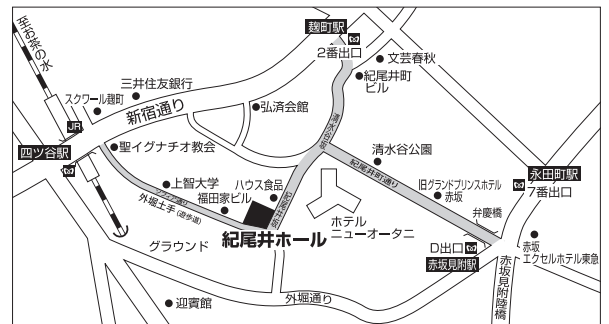 至お茶の水
麹町駅
2番出口
文芸春秋
紀尾井町
ビル
三井住友銀行
スクワール麹町
新宿通り
弘済会館
清水谷坂
JR
四ツ谷駅
聖イグナチオ教会
清水谷公園
上智大学
福田家ビル
ハウス食品
ソフィア通り
外堀土手(遊歩道)
紀尾井坂
紀尾井町通り
旧グランドプリンスホテル
赤坂
永田町駅
7番出口
弁慶橋
ホテル
ニューオータニ
グラウンド
紀尾井ホール
D出口
赤坂見附駅
赤坂
エクセルホテル東急
迎賓館
外堀通り
赤坂見附陸橋